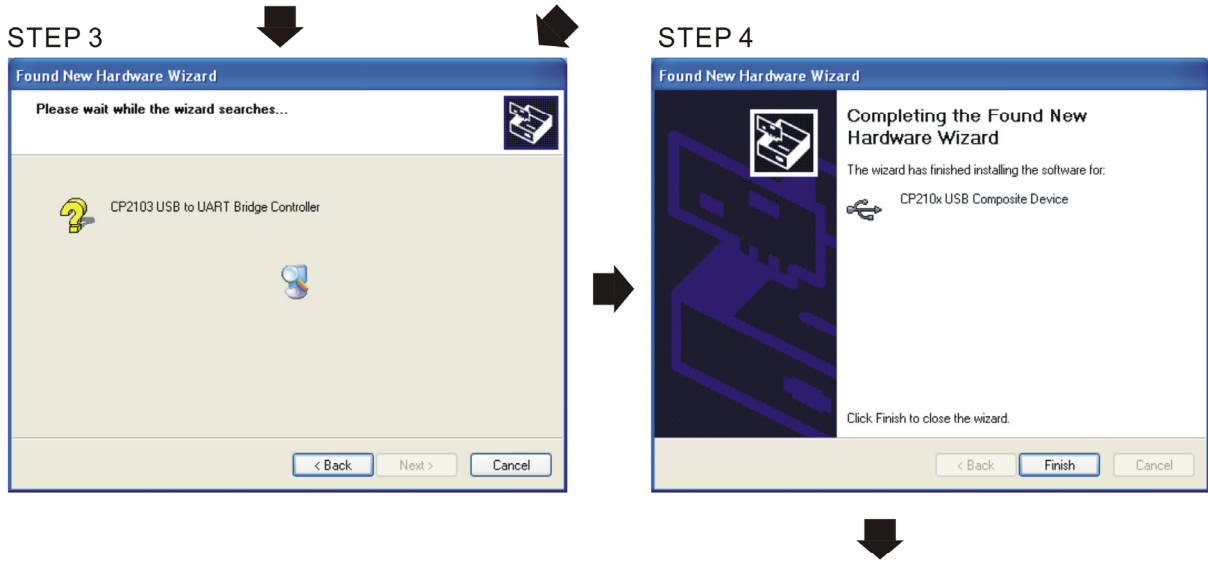 STEP 3
Found New Hardware Wizard
Please wait while the wizard searches...
CP2103 USB to UART Bridge Controller
< Back
Next >
Cancel
STEP 4
Found New Hardware Wizard
Completing the Found New
Hardware Wizard
The wizard has finished installing the software for:
CP210x USB Composite Device
Click Finish to close the wizard.
< Back
Finish
Cancel